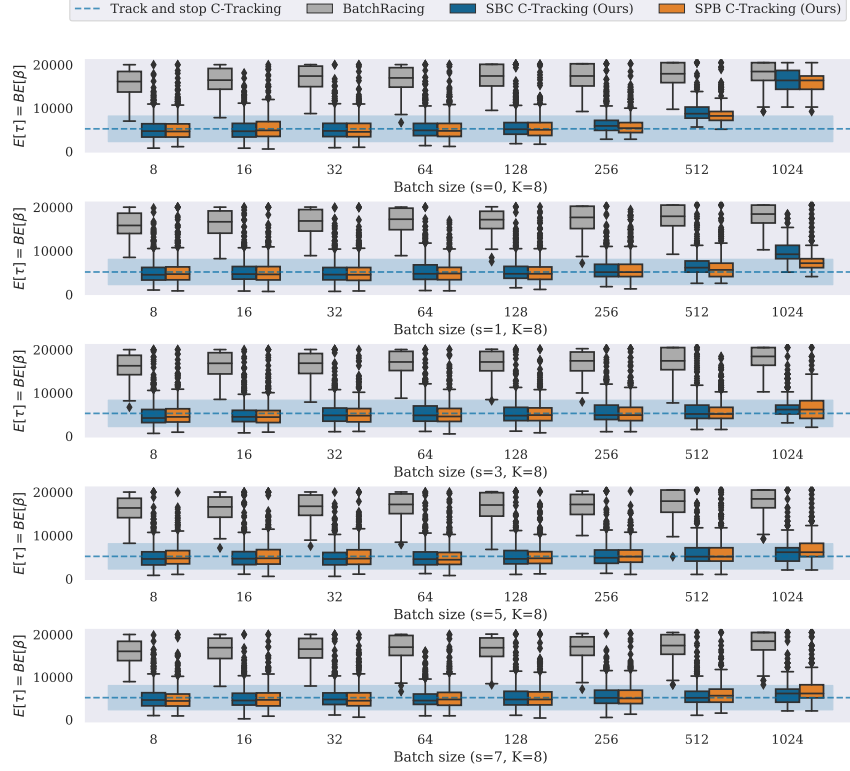 Track and stop C-Tracking BatchRacing SBC C-Tracking (Ours) SPB C-Tracking (Ours)
20000
10000
0
E[τ] = BE[β]
8 16 32 64 128 256 512 1024
Batch size (s=0, K=8)
20000
10000
0
E[τ] = BE[β]
8 16 32 64 128 256 512 1024
Batch size (s=1, K=8)
20000
10000
0
E[τ] = BE[β]
8 16 32 64 128 256 512 1024
Batch size (s=3, K=8)
20000
10000
0
E[τ] = BE[β]
8 16 32 64 128 256 512 1024
Batch size (s=5, K=8)
20000
10000
0
E[τ] = BE[β]
8 16 32 64 128 256 512 1024
Batch size (s=7, K=8)